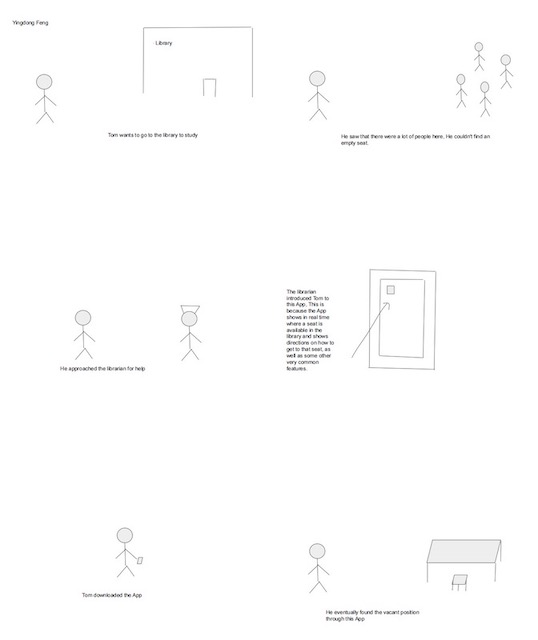 Yingdong Feng
Library
Tom wants to go to the library to study
He saw that there were a lot of people here, He couldn't find an
empty seat.
He approached the librarian for help
The librarian
introduced Tom to
this App, This is
because the App
shows in real time
where a seat is
available in the
library and shows
directions on how to
get to that seat, as
well as some other
very common
features.
Tom downloaded the App
He eventually found the vacant position
through this App